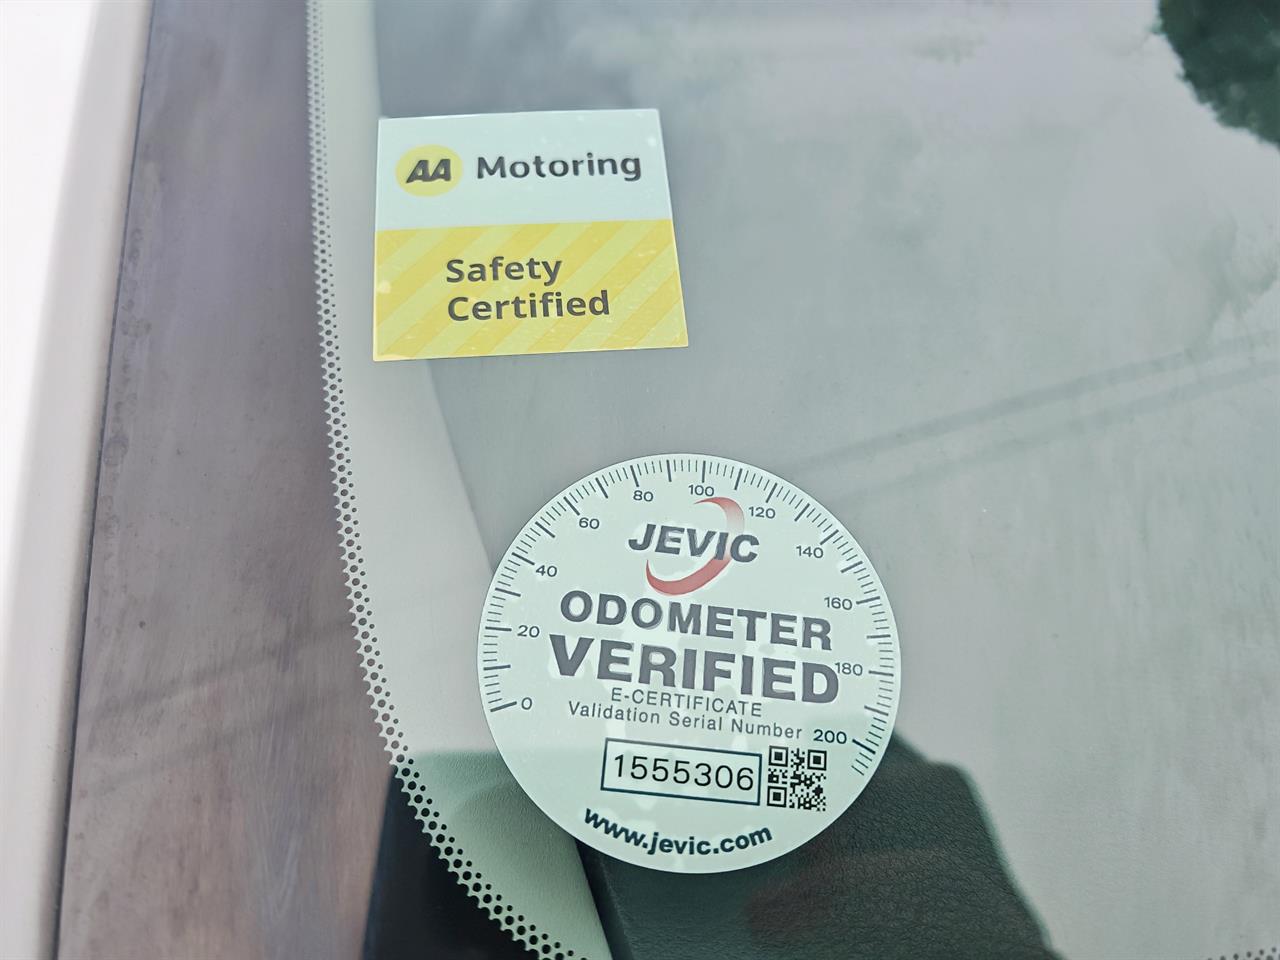 AA Motoring
Safety
Certified
0
20
40
60
80
100
120
140
160
180
200
JEVIC
ODOMETER
VERIFIED
E-CERTIFICATE
Validation Serial Number
1555306
www.jevic.com